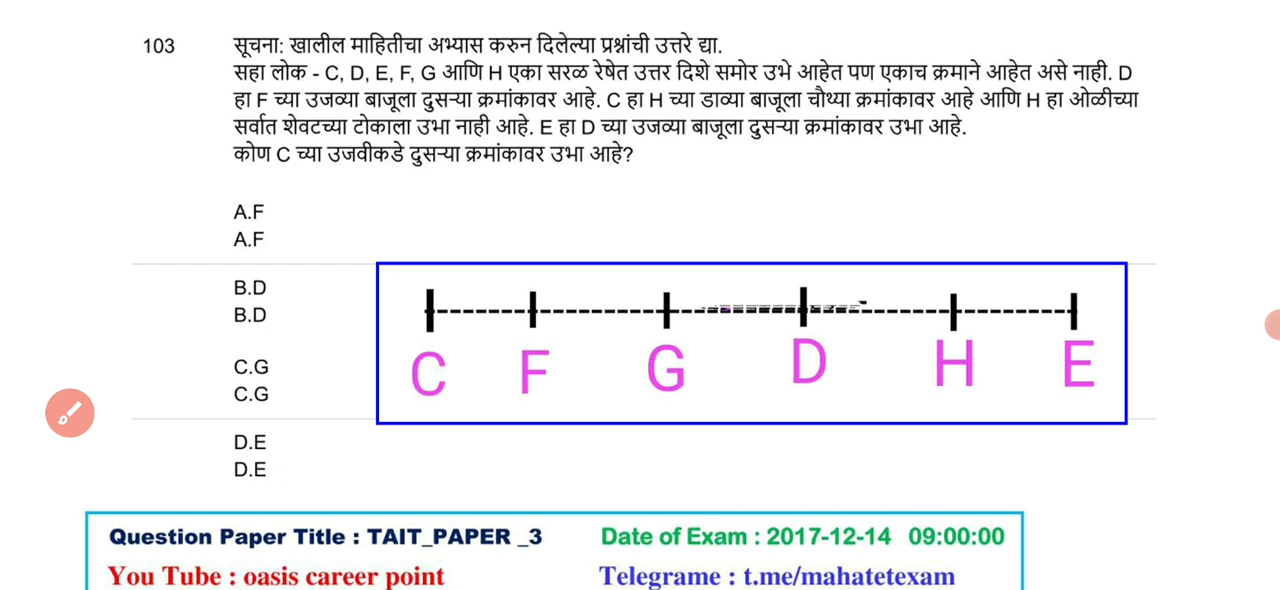 103
सूचना: खालील माहितीचा अभ्यास करुन दिलेल्या प्रश्नांची उत्तरे द्या.
सहा लोक - C, D, E, F, G आणि H एका सरळ रेषेत उत्तर दिशे समोर उभे आहेत पण एकाच क्रमाने आहेत असे नाही. D
हा F च्या उजव्या बाजूला दुसऱ्या क्रमांकावर आहे. C हा H च्या डाव्या बाजूला चौथ्या क्रमांकावर आहे आणि H हा ओळीच्या
सर्वात शेवटच्या टोकाला उभा नाही आहे. E हा D च्या उजव्या बाजूला दुसऱ्या क्रमांकावर उभा आहे.
कोण C च्या उजवीकडे दुसऱ्या क्रमांकावर उभा आहे?
A.F
A.F
B.D
B.D
C.G
C.G
D.E
D.E
C F G D H E
Question Paper Title : TAIT_PAPER _3 Date of Exam : 2017-12-14 09:00:00
You Tube : oasis career point Telegrame : t.me/mahatetexam